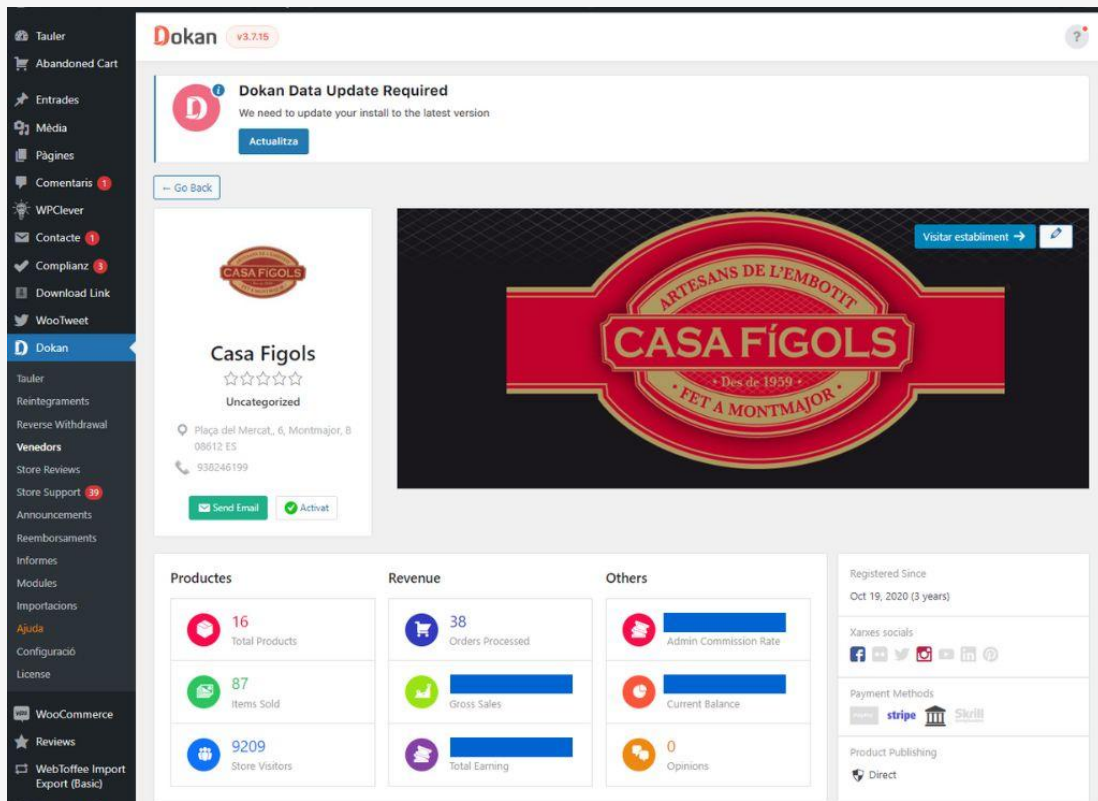 Tauler
Abandoned Cart
Entrades
Mèdia
Pàgines
Comentaris 1
WPClever
Contacte 1
Complianz 3
Download Link
WooTweet
Dokan
Tauler
Reintegraments
Reverse Withdrawal
Venedors
Store Reviews
Store Support 39
Announcements
Reemborsaments
Informes
Modules
Importacions
Ajuda
Configuració
License
WooCommerce
Reviews
WebToffee Import
Export (Basic)
Dokan v3.7.15
?
Dokan Data Update Required
We need to update your install to the latest version
Actualitza
← Go Back
CASA FÍGOLS
Casa Figols
Uncategorized
Plaça del Mercat,, 6, Montmajor, B
08612 ES
938246199
Send Email
Activat
Visitar establiment →
ARTESANS DE L'EMBOTIT
CASA FÍGOLS
• Des de 1959 •
• FET A MONTMAJOR •
Productes
16
Total Products
87
Items Sold
9209
Store Visitors
Revenue
38
Orders Processed
Gross Sales
Total Earning
Others
Admin Commission Rate
Current Balance
0
Opinions
Registered Since
Oct 19, 2020 (3 years)
Xarxes socials
Payment Methods
stripe
Skrill
Product Publishing
Direct